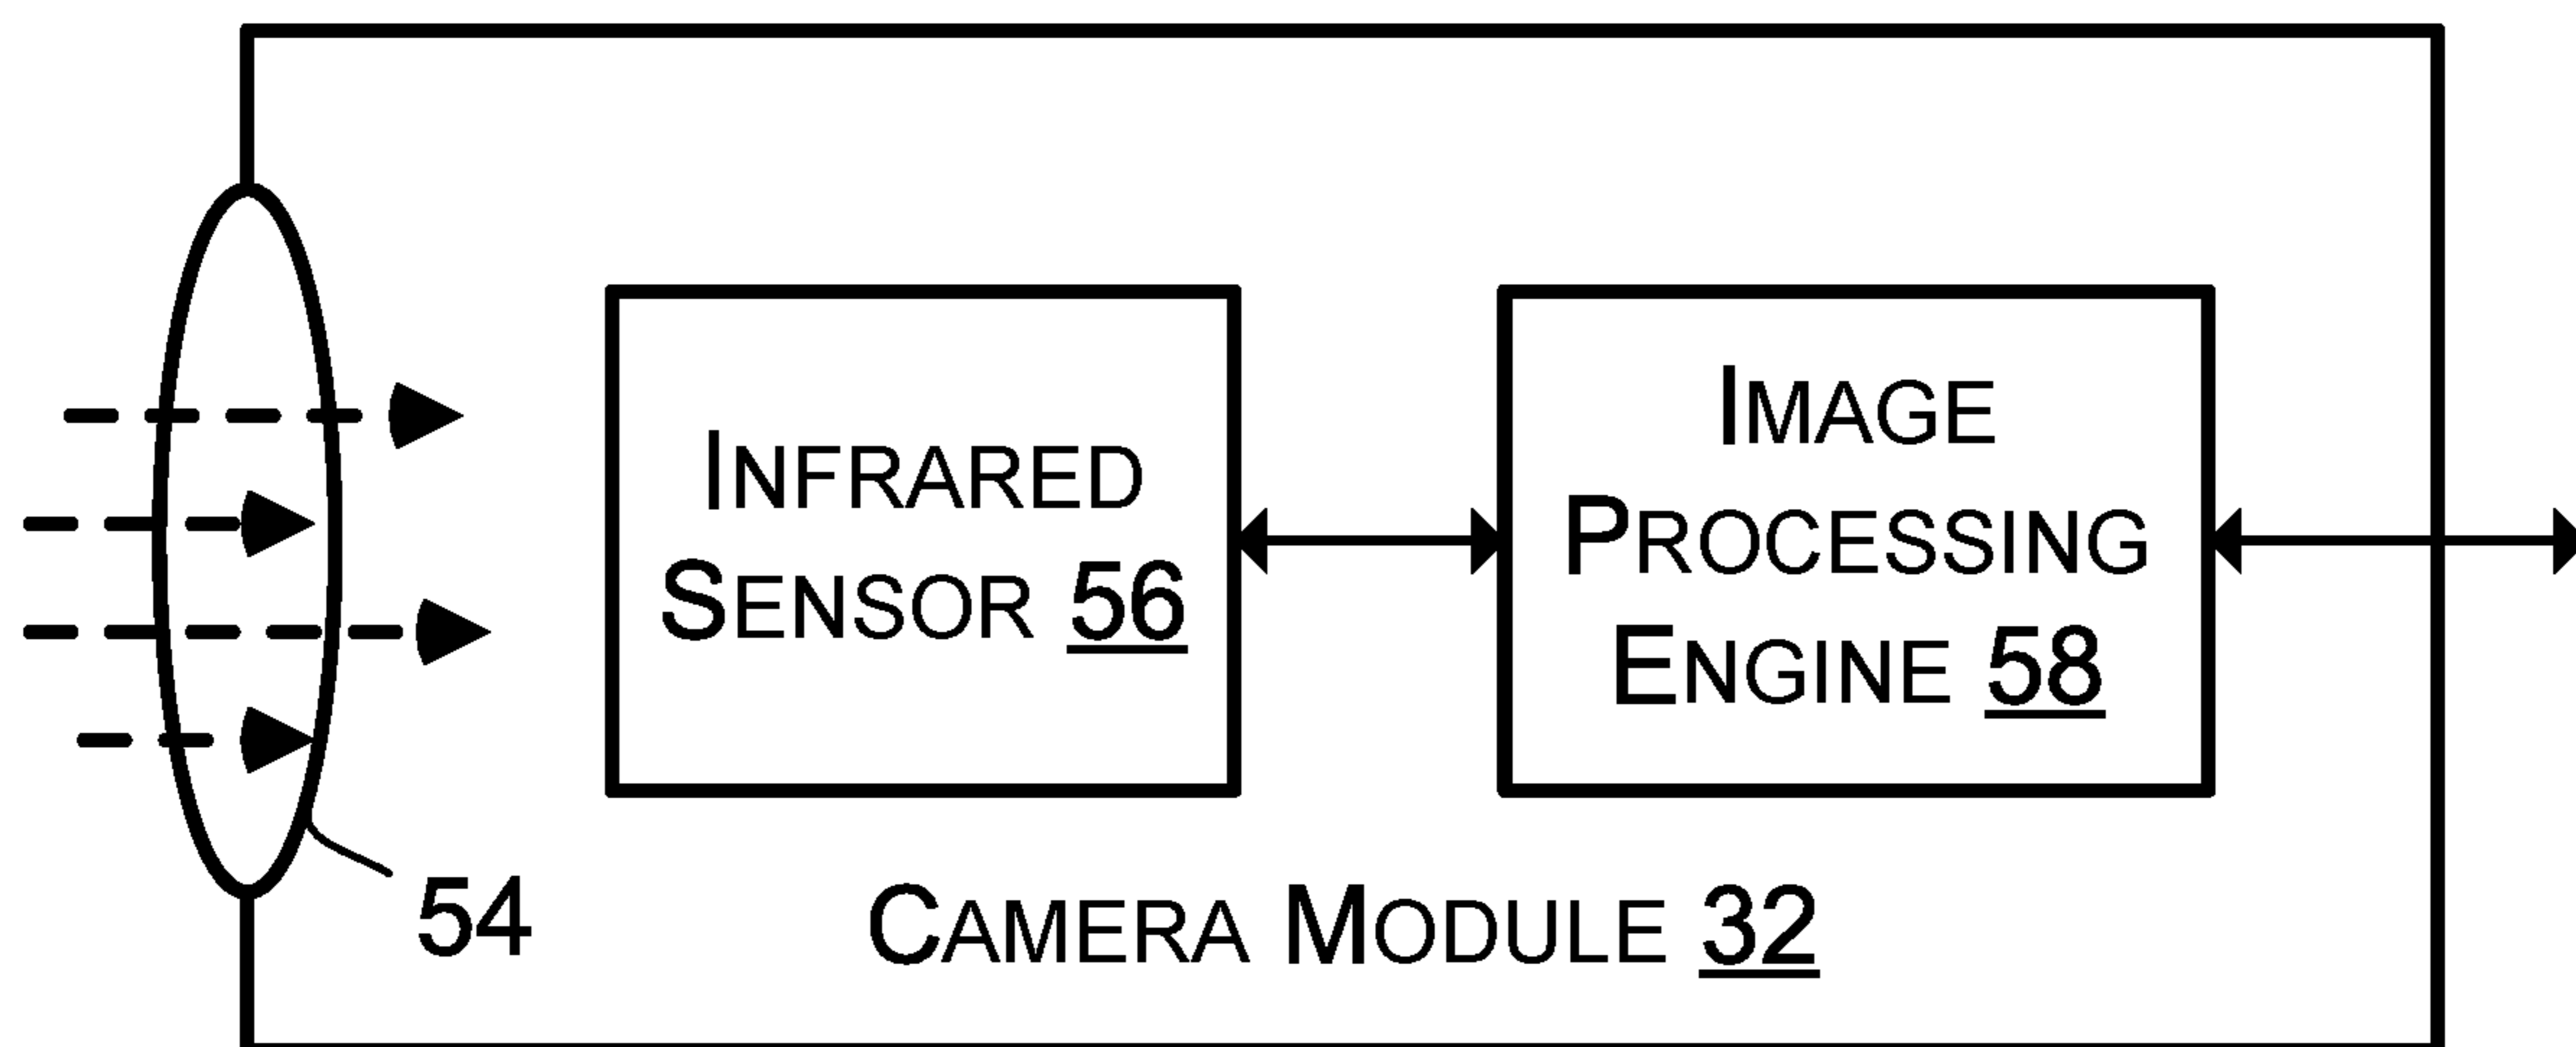 INFRARED
SENSOR 56
IMAGE
PROCESSING
ENGINE 58
54
CAMERA MODULE 32